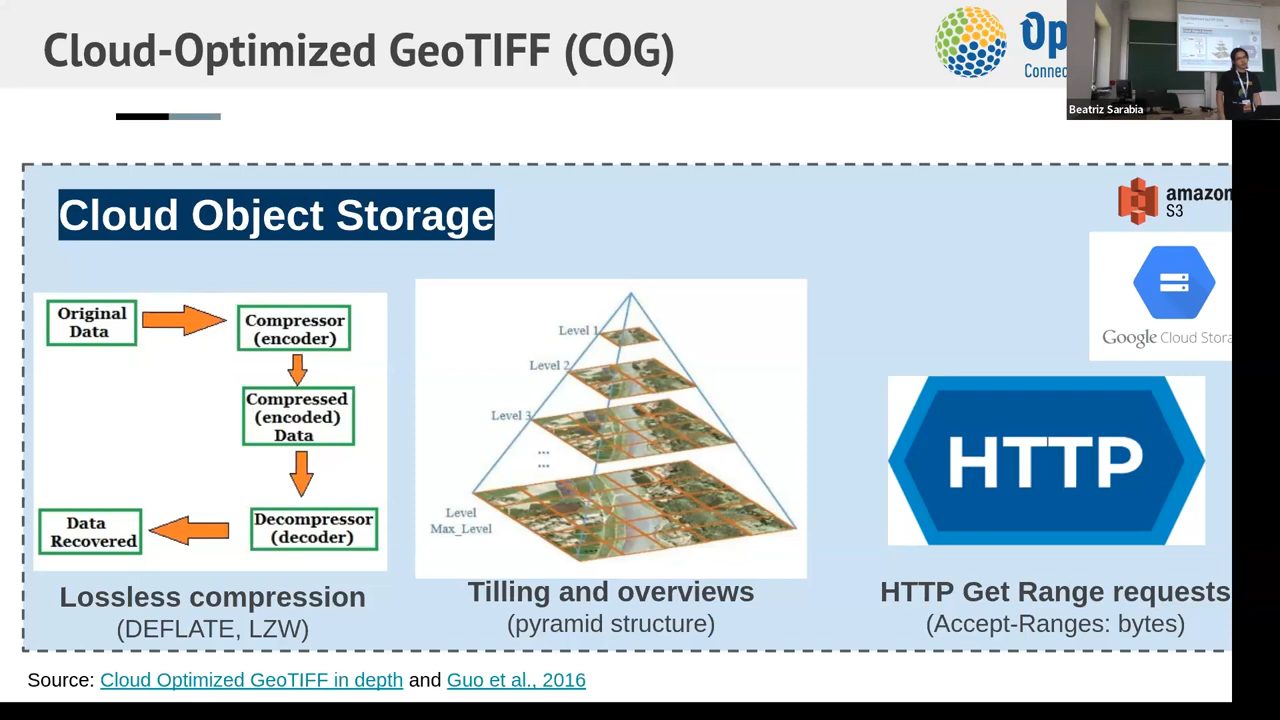 Cloud-Optimized GeoTIFF (COG)
Op
Connec
Beatriz Sarabia
Cloud Object Storage
amazon
S3
Google Cloud Stora
Original
Data
Compressor
(encoder)
Compressed
(encoded)
Data
Decompressor
(decoder)
Data
Recovered
Level 1
Level 2
Level 3
...
...
Level
Max_Level
HTTP
Lossless compression
(DEFLATE, LZW)
Tilling and overviews
(pyramid structure)
HTTP Get Range requests
(Accept-Ranges: bytes)
Source: Cloud Optimized GeoTIFF in depth and Guo et al., 2016